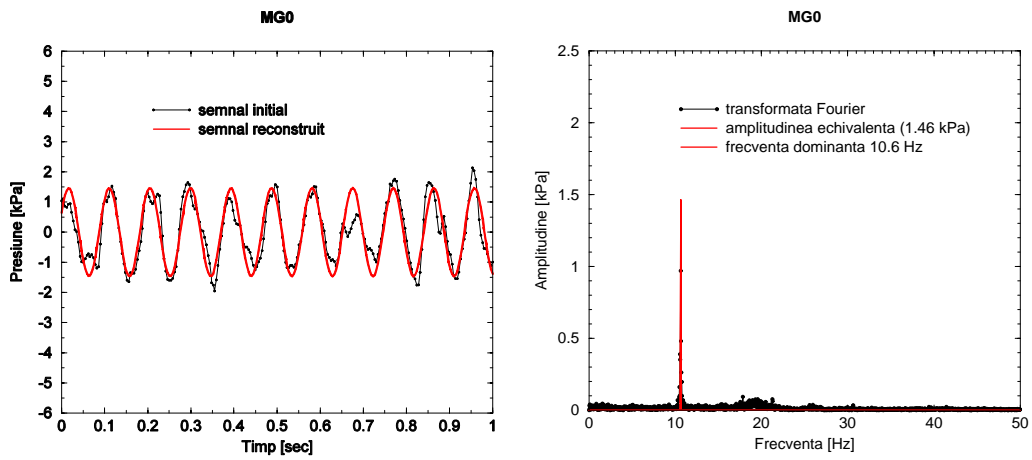 MG0
6
5
4
3
2
1
0
-1
-2
-3
-4
-5
-6
Presiune [kPa]
semnal initial
semnal reconstruit
0 0.1 0.2 0.3 0.4 0.5 0.6 0.7 0.8 0.9 1
Timp [sec]
MG0
2.5
2
1.5
1
0.5
0
Amplitudine [kPa]
transformata Fourier
amplitudinea echivalenta (1.46 kPa)
frecventa dominanta 10.6 Hz
0 10 20 30 40 50
Frecventa [Hz]